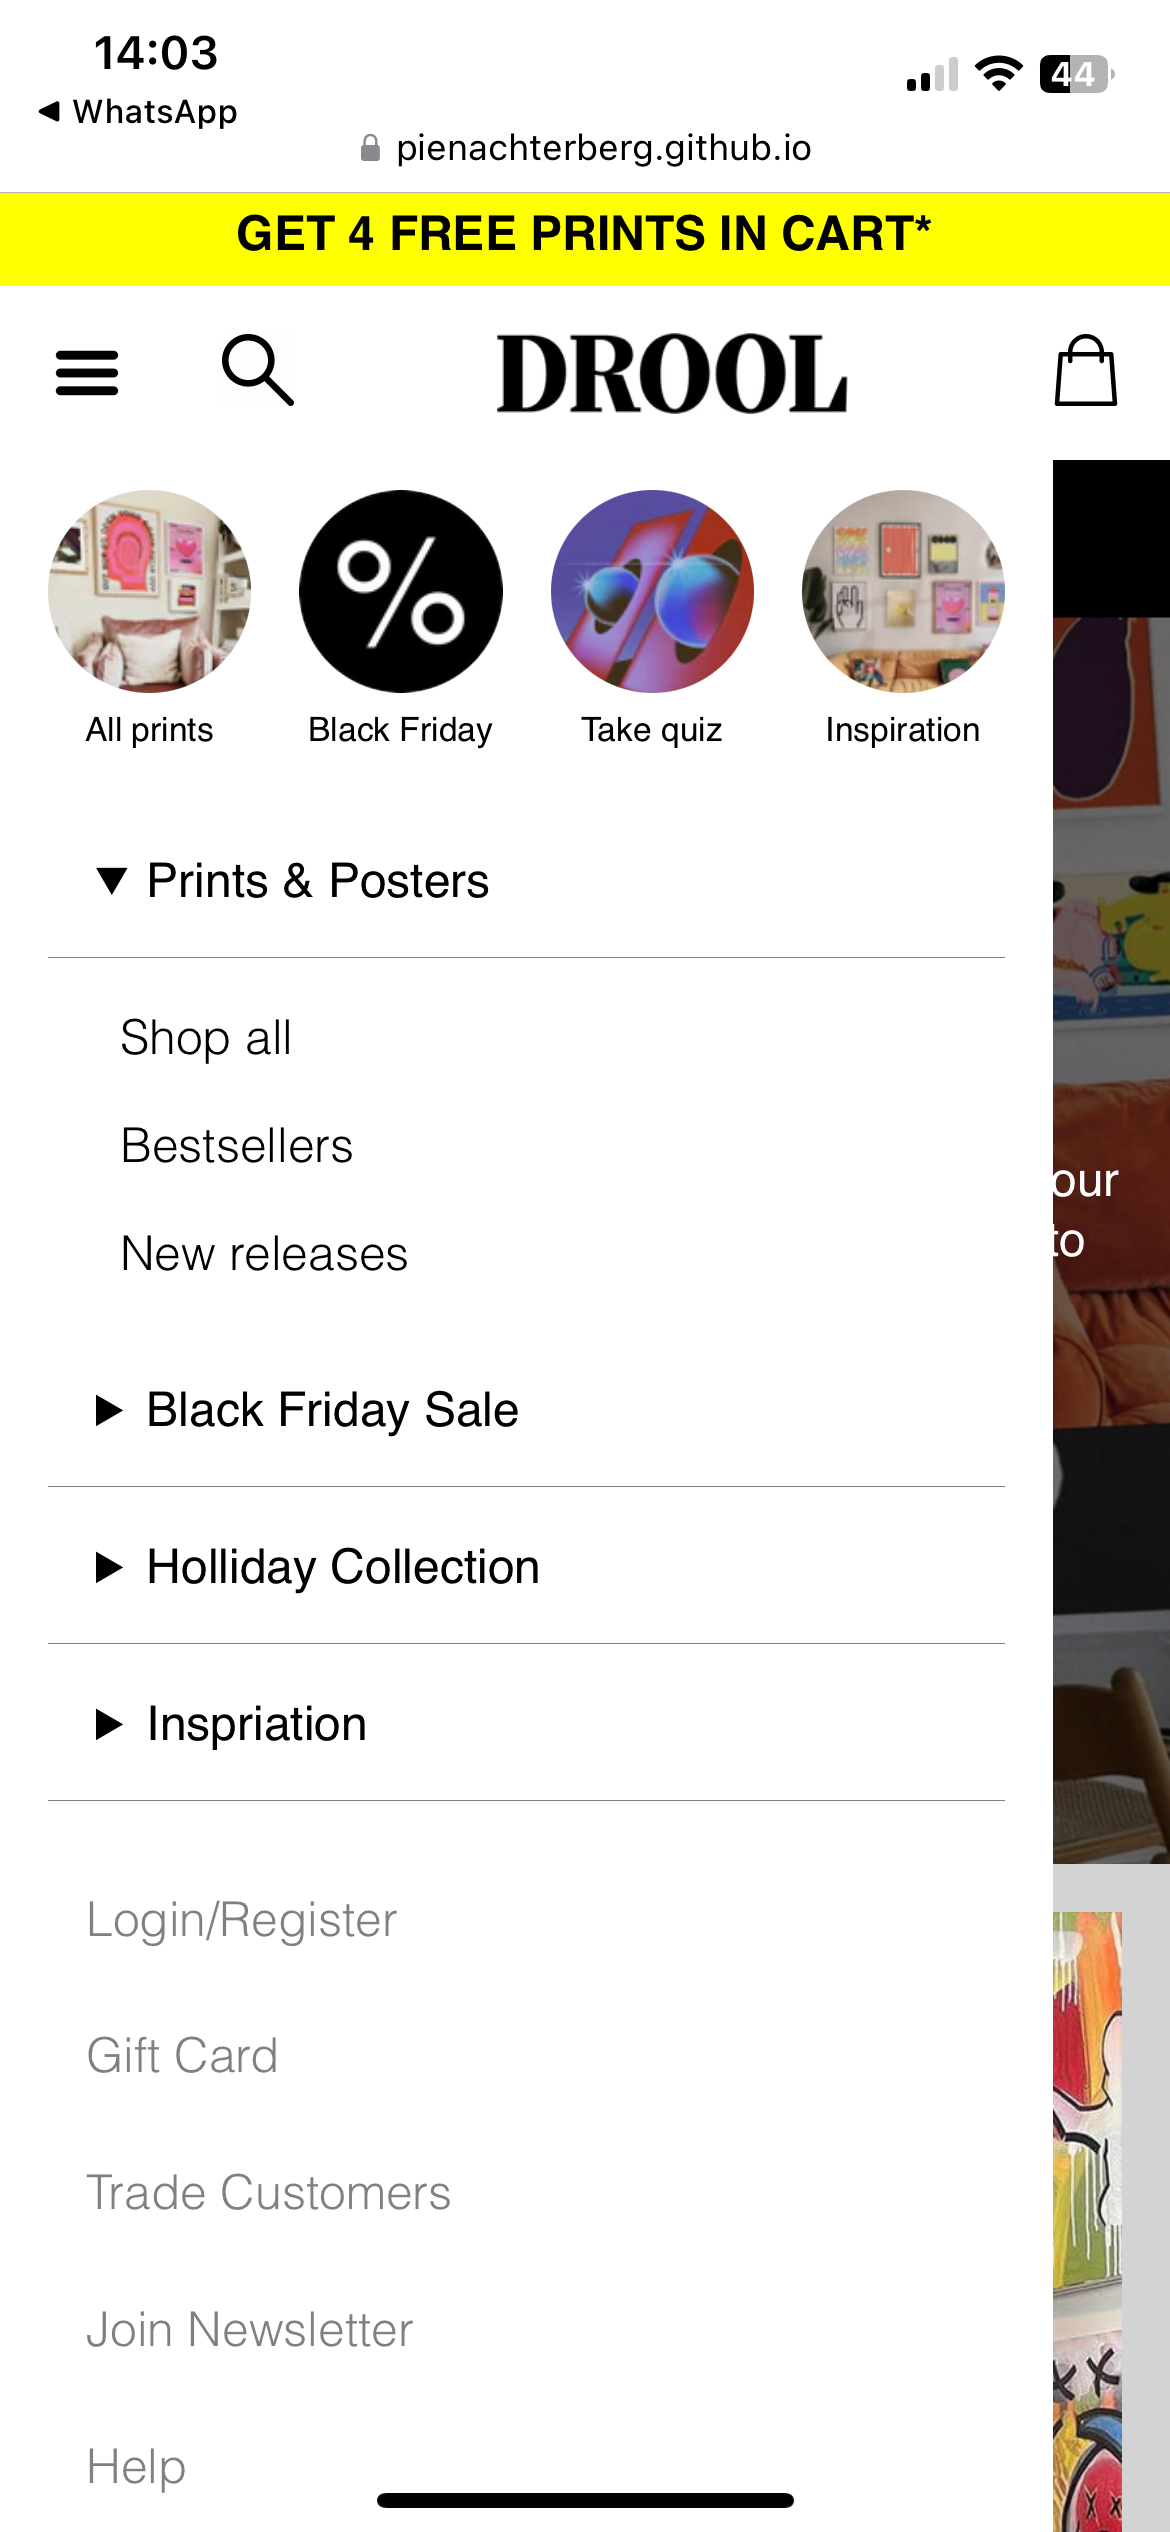 14:03
44
◀ WhatsApp
pienachterberg.github.io
GET 4 FREE PRINTS IN CART*
DROOL
%
All prints
Black Friday
Take quiz
Inspiration
▼ Prints & Posters
Shop all
Bestsellers
New releases
our
to
▶ Black Friday Sale
▶ Holliday Collection
▶ Inspriation
Login/Register
Gift Card
Trade Customers
Join Newsletter
Help